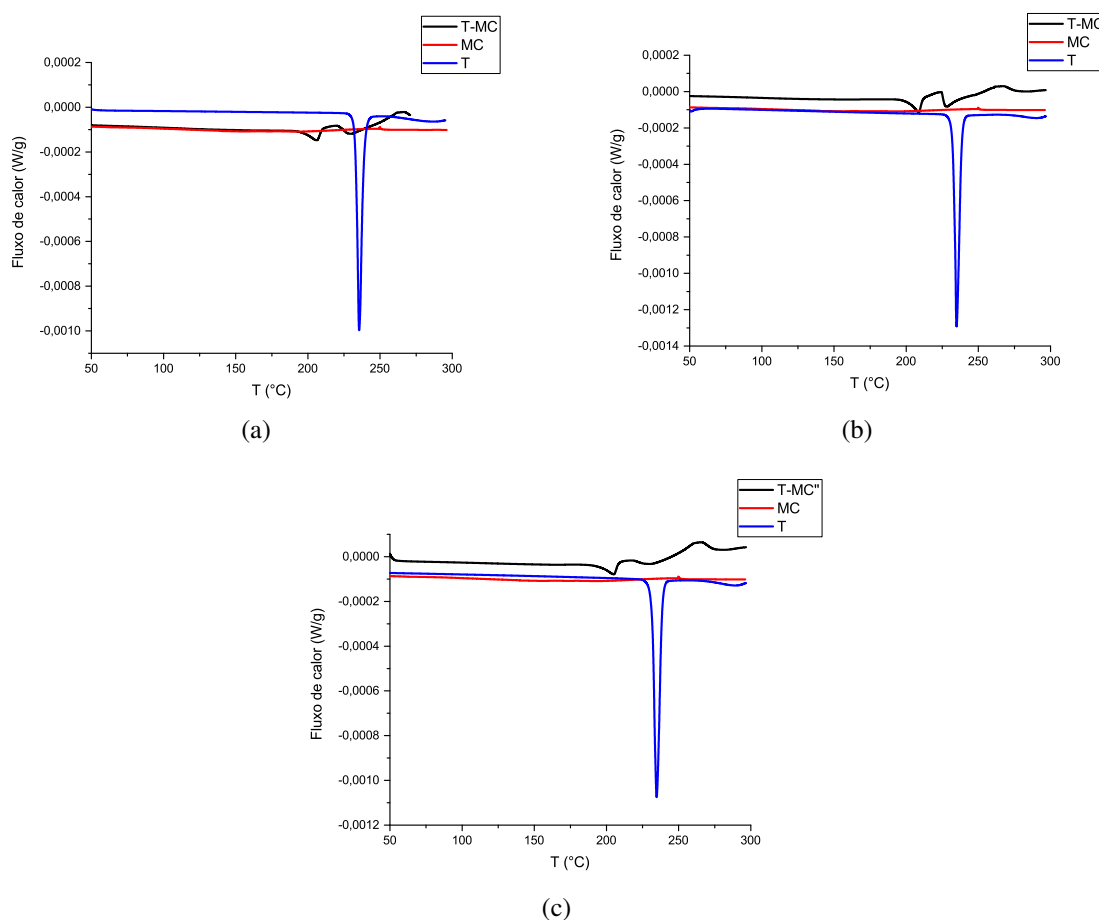 T-MC
MC
T
0,0002
0,0000
-0,0002
-0,0004
-0,0006
-0,0008
-0,0010
Fluxo de calor (W/g)
50 100 150 200 250 300
T (°C)
(a)
T-MC'
MC
T
0,0002
0,0000
-0,0002
-0,0004
-0,0006
-0,0008
-0,0010
-0,0012
-0,0014
Fluxo de calor (W/g)
50 100 150 200 250 300
T (°C)
(b)
T-MC"
MC
T
0,0000
-0,0002
-0,0004
-0,0006
-0,0008
-0,0010
-0,0012
Fluxo de calor (W/g)
50 100 150 200 250 300
T (°C)
(c)